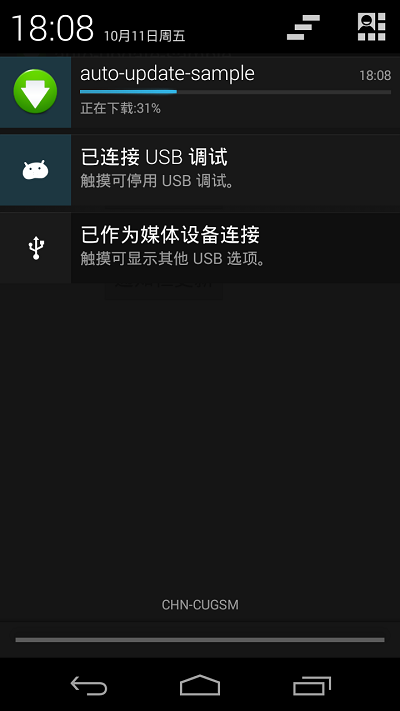 18:08 10月11日周五
auto-update-sample 18:08
正在下载:31%
已连接 USB 调试
触摸可停用 USB 调试。
已作为媒体设备连接
触摸可显示其他 USB 选项。
CHN-CUGSM